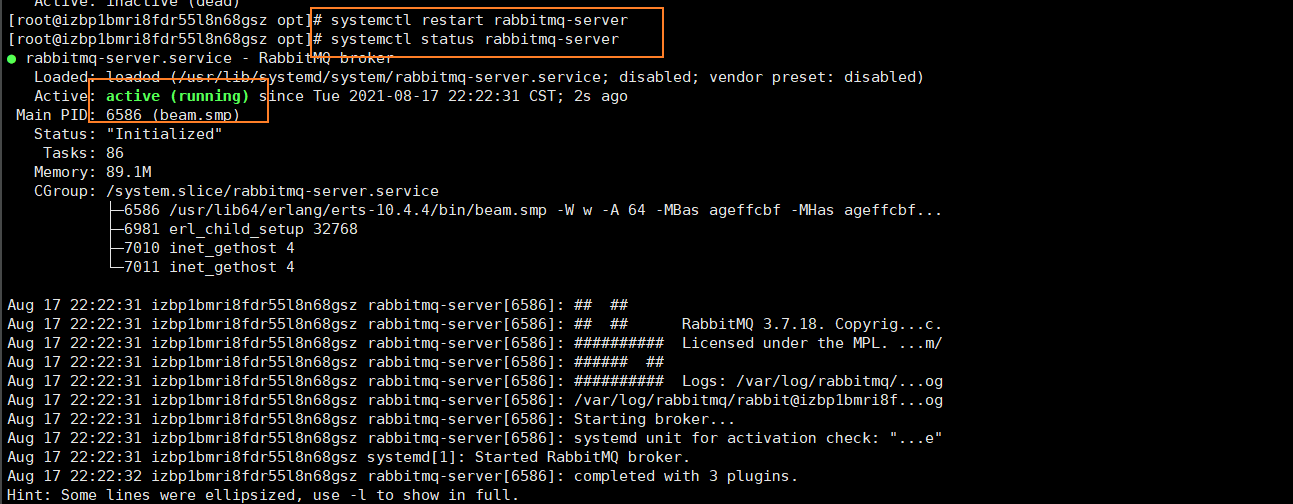 Active: inactive (dead)
[root@izbp1bmri8fdr55l8n68gsz opt]# systemctl restart rabbitmq-server
[root@izbp1bmri8fdr55l8n68gsz opt]# systemctl status rabbitmq-server
● rabbitmq-server.service - RabbitMQ broker
   Loaded: loaded (/usr/lib/systemd/system/rabbitmq-server.service; disabled; vendor preset: disabled)
   Active: active (running) since Tue 2021-08-17 22:22:31 CST; 2s ago
 Main PID: 6586 (beam.smp)
   Status: "Initialized"
    Tasks: 86
   Memory: 89.1M
   CGroup: /system.slice/rabbitmq-server.service
           ├─6586 /usr/lib64/erlang/erts-10.4.4/bin/beam.smp -W w -A 64 -MBas ageffcbf -MHas ageffcbf...
           ├─6981 erl_child_setup 32768
           ├─7010 inet_gethost 4
           └─7011 inet_gethost 4
Aug 17 22:22:31 izbp1bmri8fdr55l8n68gsz rabbitmq-server[6586]: ##  ##
Aug 17 22:22:31 izbp1bmri8fdr55l8n68gsz rabbitmq-server[6586]: ##  ##      RabbitMQ 3.7.18. Copyrig...c.
Aug 17 22:22:31 izbp1bmri8fdr55l8n68gsz rabbitmq-server[6586]: ##########  Licensed under the MPL. ...m/
Aug 17 22:22:31 izbp1bmri8fdr55l8n68gsz rabbitmq-server[6586]: ######  ##
Aug 17 22:22:31 izbp1bmri8fdr55l8n68gsz rabbitmq-server[6586]: ##########  Logs: /var/log/rabbitmq/...og
Aug 17 22:22:31 izbp1bmri8fdr55l8n68gsz rabbitmq-server[6586]: /var/log/rabbitmq/rabbit@izbp1bmri8f...og
Aug 17 22:22:31 izbp1bmri8fdr55l8n68gsz rabbitmq-server[6586]: Starting broker...
Aug 17 22:22:31 izbp1bmri8fdr55l8n68gsz rabbitmq-server[6586]: systemd unit for activation check: "...e"
Aug 17 22:22:31 izbp1bmri8fdr55l8n68gsz systemd[1]: Started RabbitMQ broker.
Aug 17 22:22:32 izbp1bmri8fdr55l8n68gsz rabbitmq-server[6586]: completed with 3 plugins.
Hint: Some lines were ellipsized, use -l to show in full.